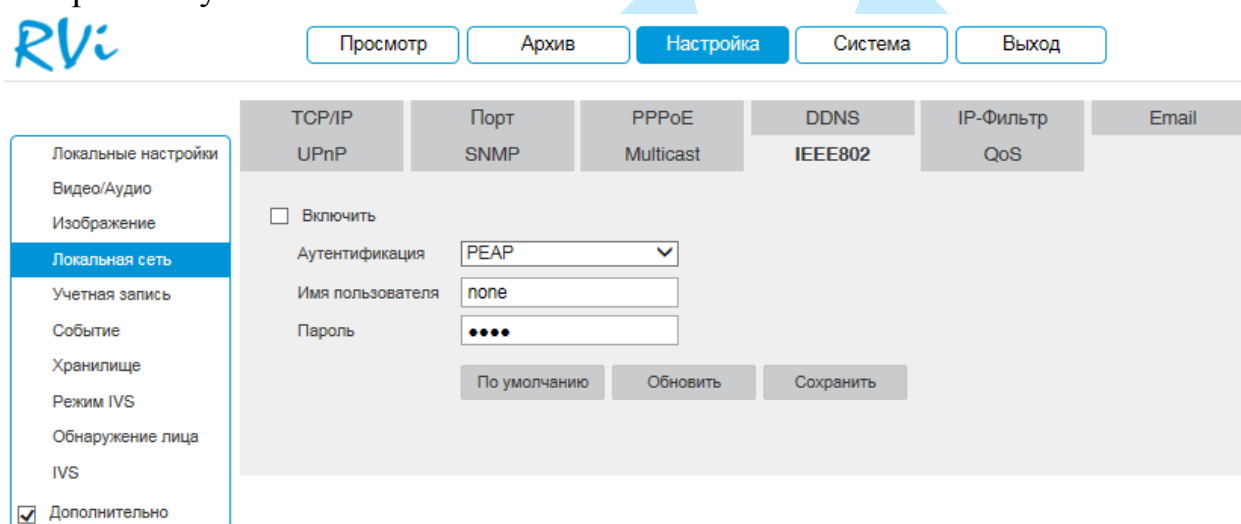 RVi
Просмотр Архив Настройка Система Выход
TCP/IP Порт PPPoE DDNS IP-Фильтр Email
UPnP SNMP Multicast IEEE802 QoS
Локальные настройки
Видео/Аудио
Изображение
Локальная сеть
Учетная запись
Событие
Хранилище
Режим IVS
Обнаружение лица
IVS
Дополнительно
Включить
Аутентификация PEAP
Имя пользователя none
Пароль ●●●●
По умолчанию Обновить Сохранить